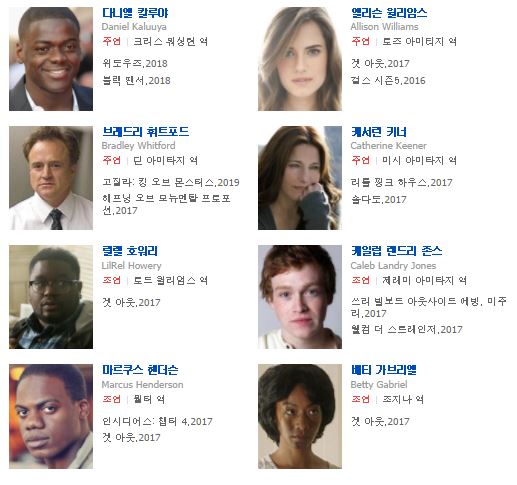 다니엘 칼루야
Daniel Kaluuya
주연 | 크리스 워싱턴 역
위도우즈,2018
블랙 팬서,2018
앨리슨 윌리암스
Allison Williams
주연 | 로즈 아미티지 역
겟 아웃,2017
걸스 시즌5,2016
브래드리 휘트포드
Bradley Whitford
주연 | 딘 아미타지 역
고질라: 킹 오브 몬스터스,2019
해프닝 오브 모뉴멘탈 프로포
션,2017
캐서린 키너
Catherine Keener
주연 | 미시 아미타지 역
리틀 핑크 하우스,2017
솔다도,2017
릴렐 호워리
LilRel Howery
조연 | 로드 윌리엄스 역
겟 아웃,2017
케일럽 랜드리 존스
Caleb Landry Jones
조연 | 제레미 아미타지 역
쓰리 빌보드 아웃사이드 에빙, 미주
리,2017
웰컴 더 스트레인저,2017
마르쿠스 헨더슨
Marcus Henderson
조연 | 월터 역
인시디어스: 챕터 4,2017
겟 아웃,2017
베티 가브리엘
Betty Gabriel
조연 | 조지나 역
겟 아웃,2017